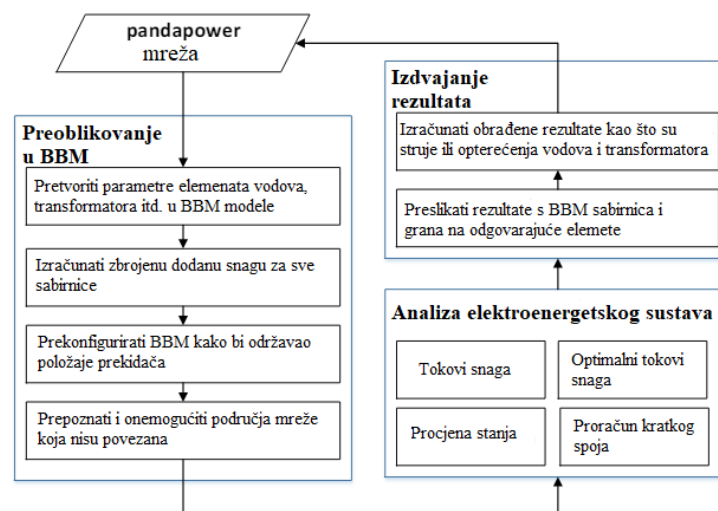 pandapower
mreža
Preoblikovanje
u BBM
Pretvoriti parametre elemenata vodova,
transformatora itd. u BBM modele
Izračunati zbrojenu dodanu snagu za sve
sabirnice
Prekonfigurirati BBM kako bi održavao
položaje prekidača
Prepoznati i onemogućiti područja mreže
koja nisu povezana
Izdvajanje
rezultata
Izračunati obrađene rezultate kao što su
struje ili opterećenja vodova i transformatora
Preslikati rezultate s BBM sabirnica i
grana na odgovarajuće elemete
Analiza elektroenergetskog sustava
Tokovi snaga
Optimalni tokovi
snaga
Procjena stanja
Proračun kratkog
spoja